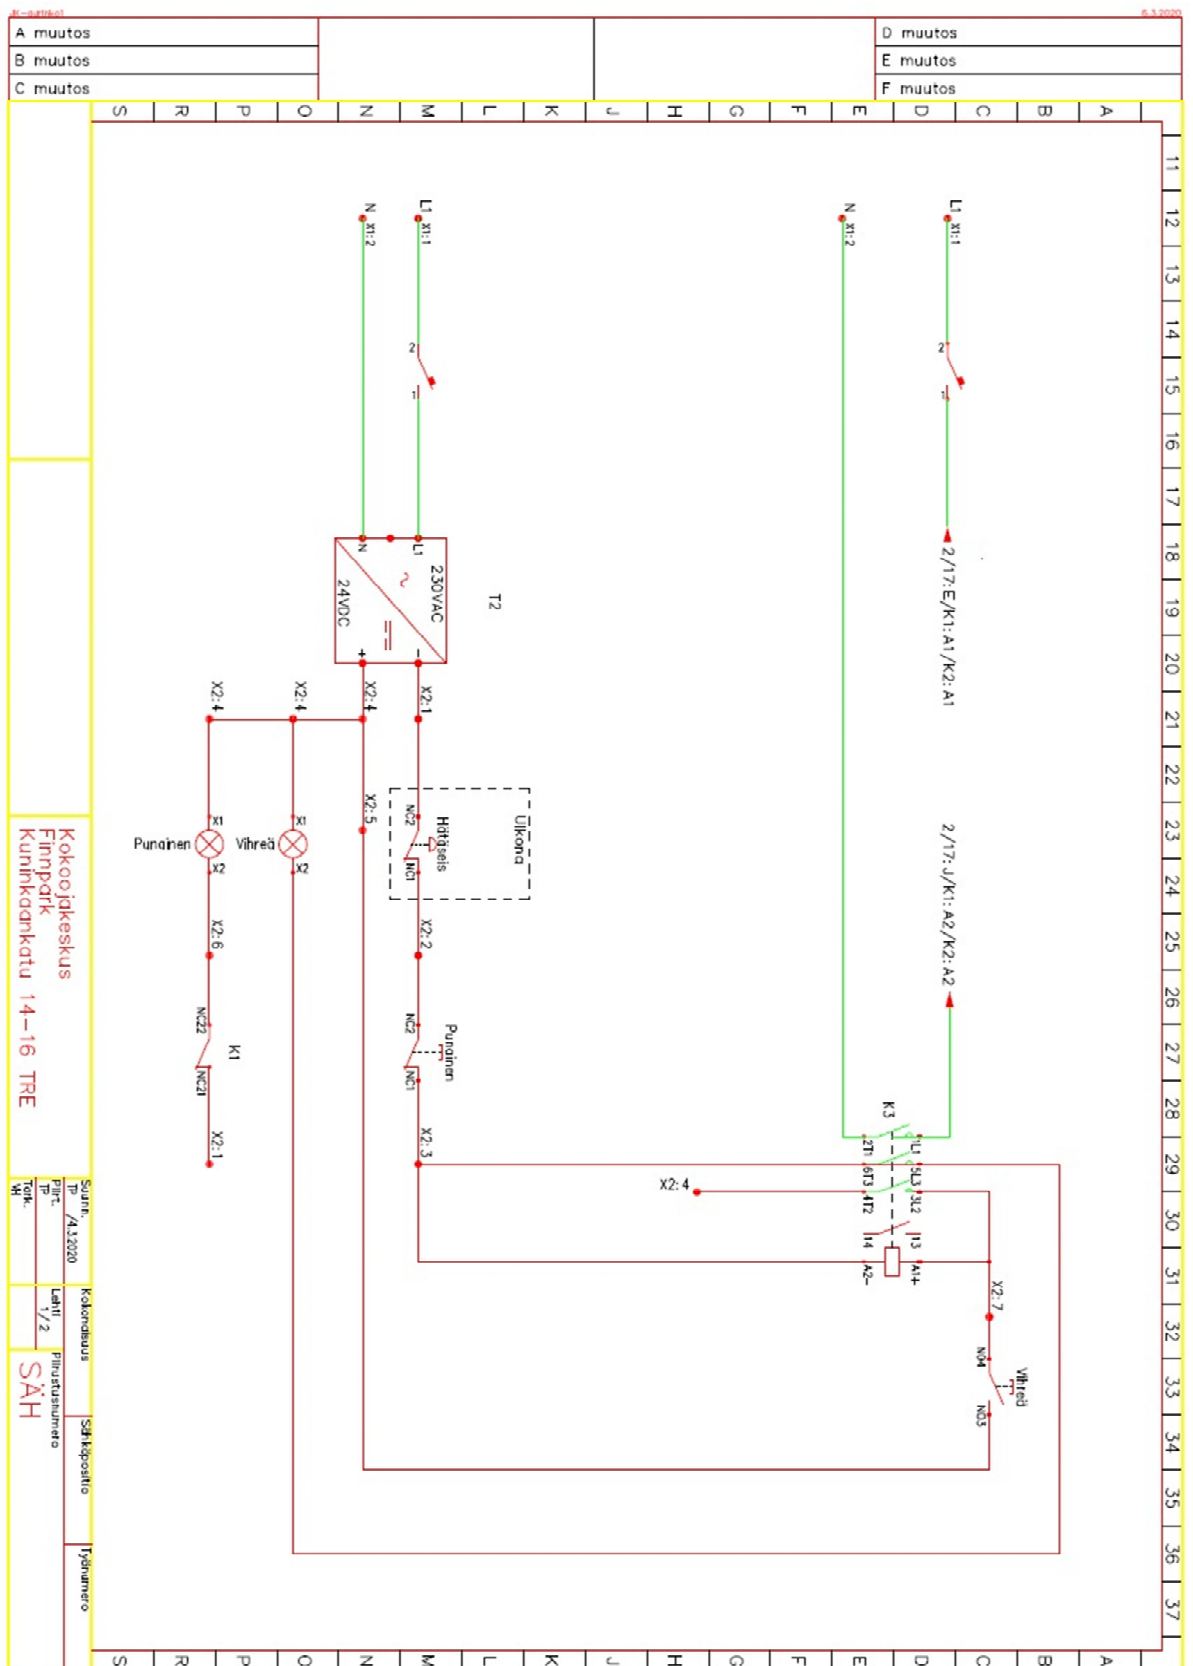 JK-aurinko1
6.3.2020
A muutos
B muutos
C muutos
D muutos
E muutos
F muutos
S R P O N M L K J H G F E D C B A
11
12
13
14
15
16
17
18
19
20
21
22
23
24
25
26
27
28
29
30
31
32
33
34
35
36
37
N X1:2
L1 X1:1
N X1:2
L1 X1:1
2
1
2
1
2/17:E/K1:A1/K2:A1
2/17:J/K1:A2/K2:A2
T2
N
L1
230VAC
24VDC
+
-
X2:4
X2:4
X2:4
X2:1
X2:5
Ulkona
Hätäseis
NC2
NC1
Punainen
X1
X2
Vihreä
X1
X2
X2:6
X2:2
NC22
NC21
K1
NC2
NC1
Punainen
X2:1
X2:3
X2:4
K3
2T1
1L1
6T3
5L3
4T2
3L2
14
13
A2-
A1+
X2:7
NO4
NO3
Vihreä
Kokoojakeskus
Finnpark
Kuninkaankatu 14-16 TRE
Suunn.
TP /4.3.2020
Piirt.
TP
Tark.
VH
Kokonaisuus
Sähköpositio
Työnumero
Lehti
1/2
Piirustusnumero
SÄH
S R P O N M L K J H G F E D C B A